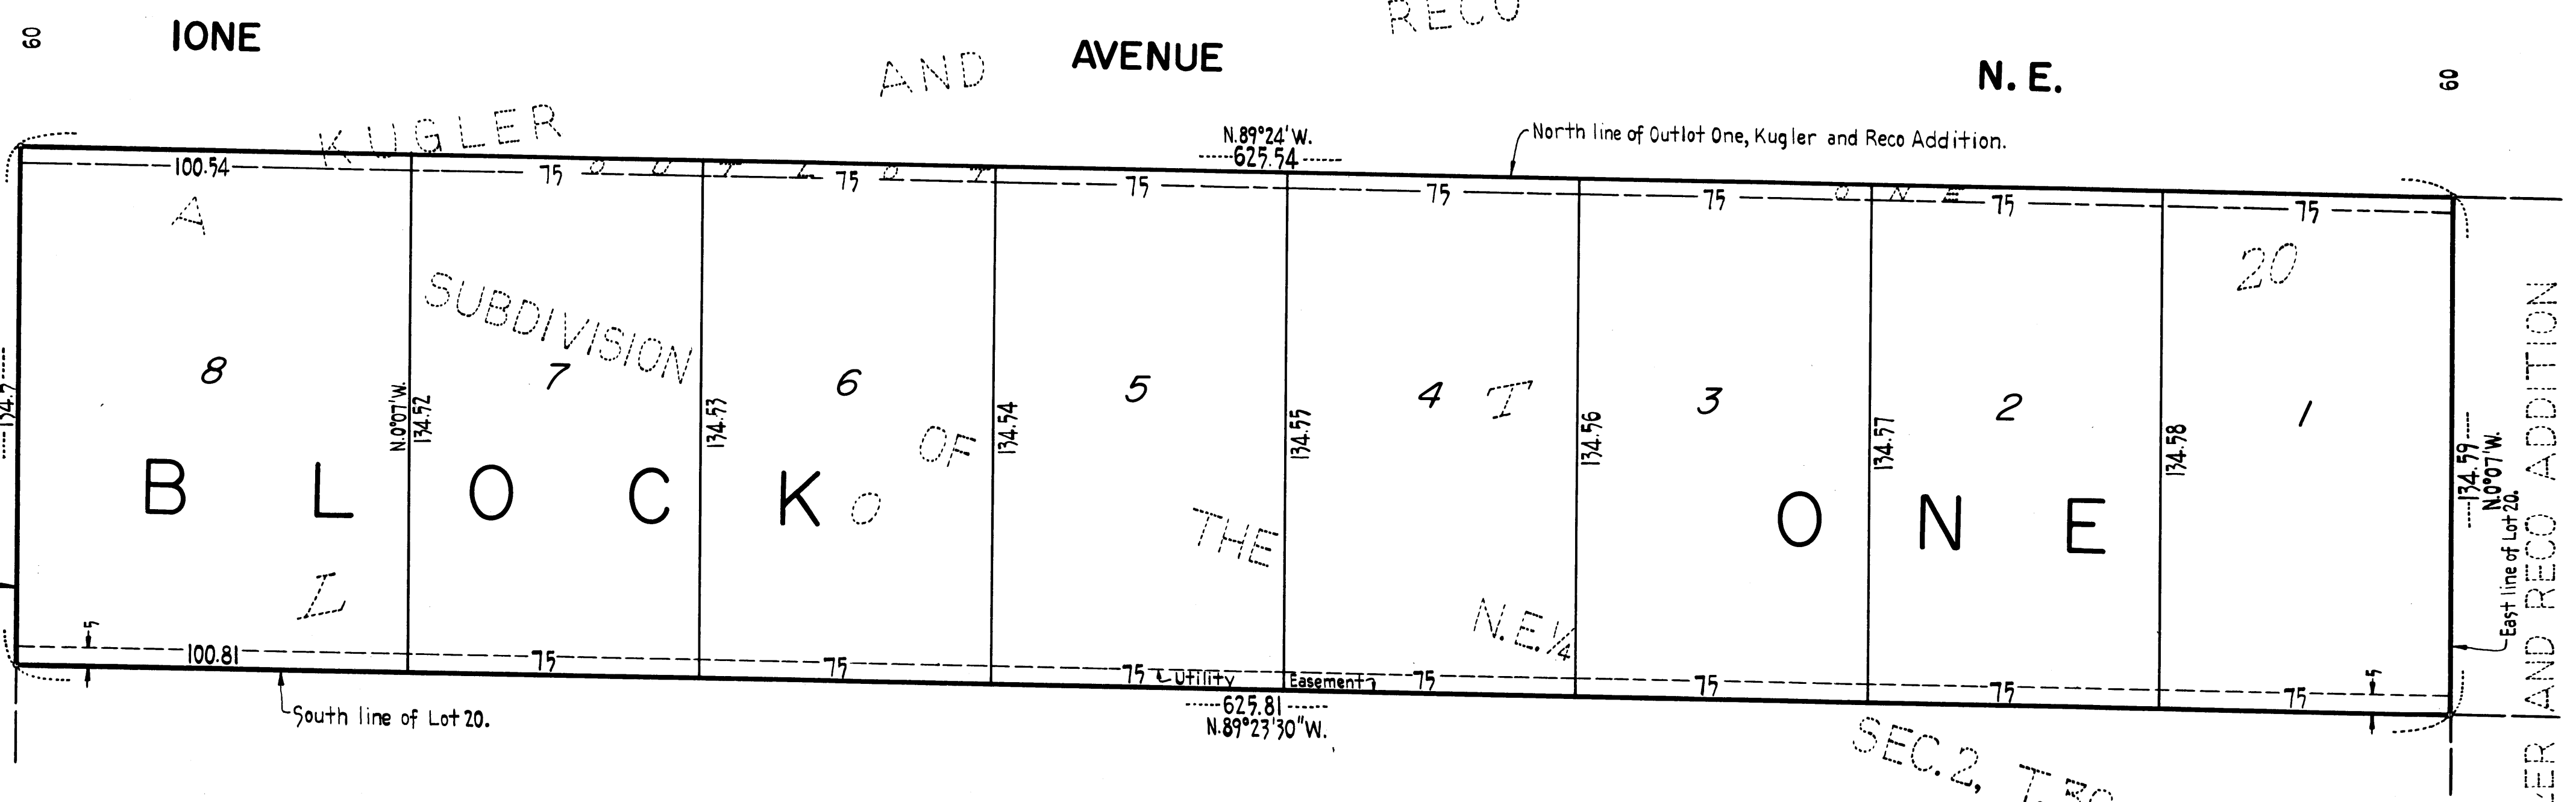 RECO
60 IONE AVENUE N. E. 60
KUGLER AND
N.89°24'W.
625.54
North line of Outlot One, Kugler and Reco Addition.
100.54 75 75 75 75 75 75 75
OUTLOT ONE
A
20
SUBDIVISION
8 7 6 5 4 3 2 1
T
OF
N.0°07'W.
134.52
134.53
134.54
134.55
134.56
134.57
134.58
134.59
N.0°07'W.
East line of Lot 20.
BLOCK ONE
O
THE
L
N.E.¼
5
100.81 75 75 75 75 75 75 75
Utility Easement
5
South line of Lot 20.
625.81
N.89°23'30"W.
SEC. 2,
AND RECO ADDITION